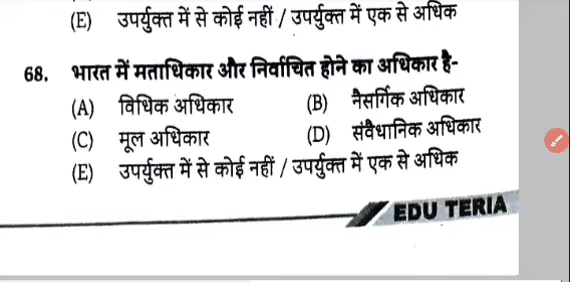 (E) उपर्युक्त में से कोई नहीं / उपर्युक्त में एक से अधिक
68. भारत में मताधिकार और निर्वाचित होने का अधिकार है-
(A) विधिक अधिकार (B) नैसर्गिक अधिकार
(C) मूल अधिकार (D) संवैधानिक अधिकार
(E) उपर्युक्त में से कोई नहीं / उपर्युक्त में एक से अधिक
EDU TERIA